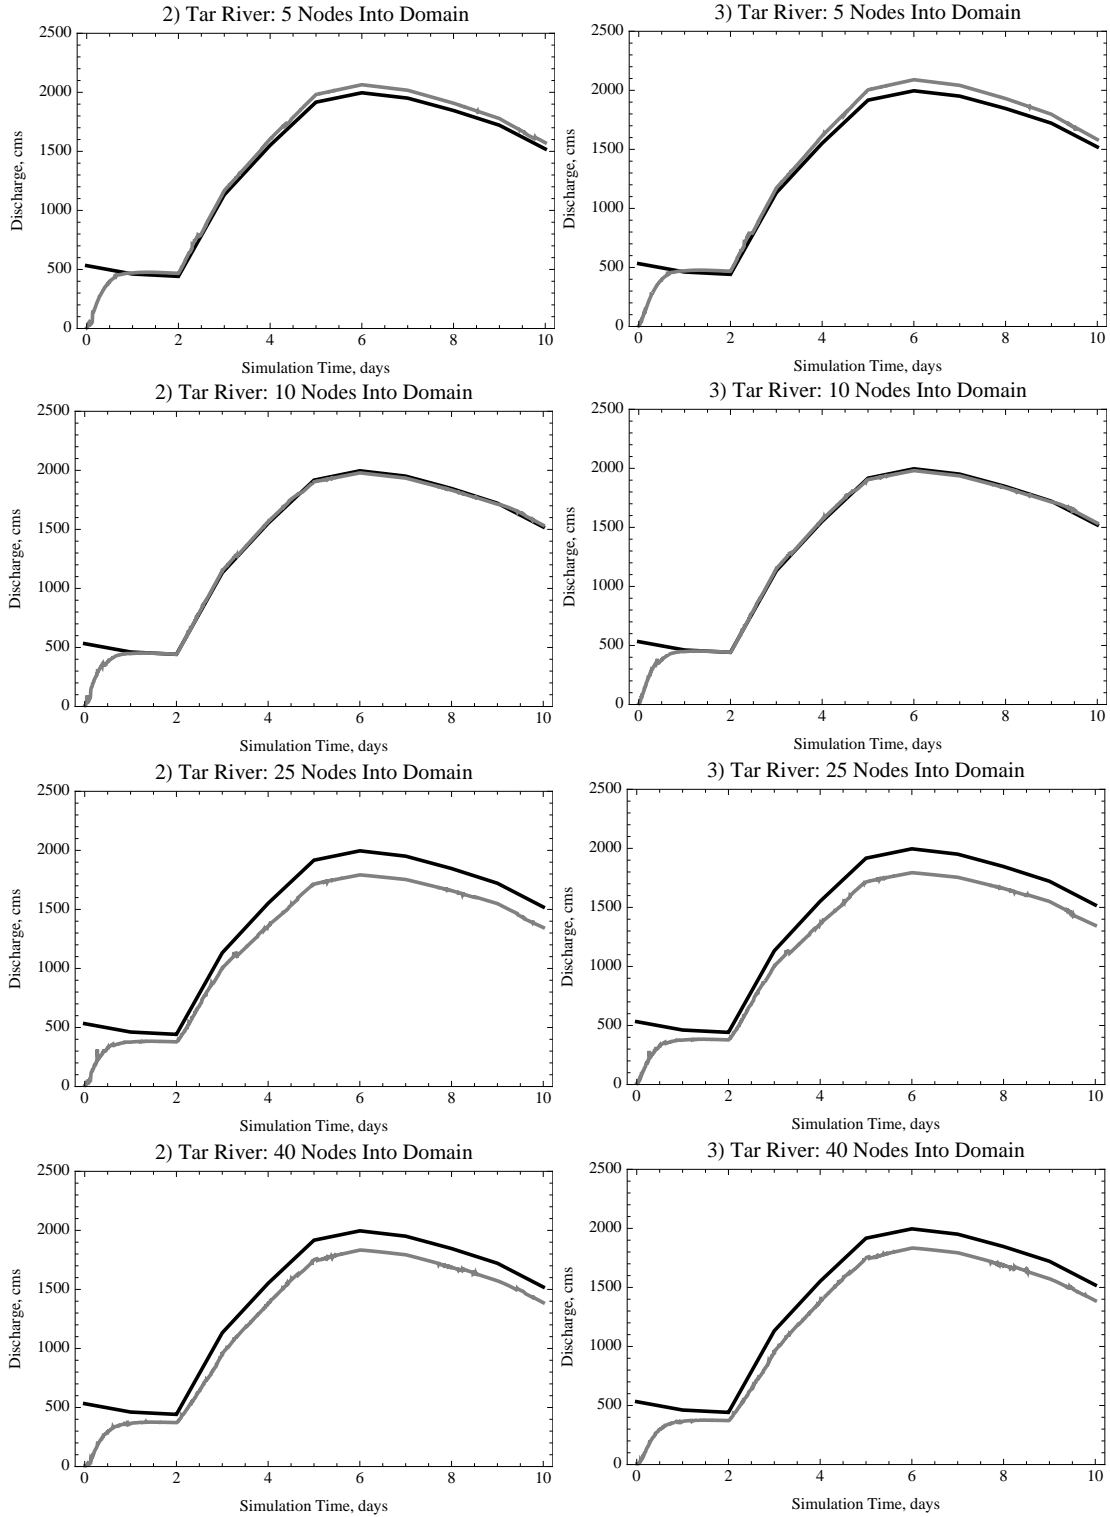 2) Tar River: 5 Nodes Into Domain
2500
2000
1500
1000
500
0
Discharge, cms
0 2 4 6 8 10
Simulation Time, days
3) Tar River: 5 Nodes Into Domain
2500
2000
1500
1000
500
0
Discharge, cms
0 2 4 6 8 10
Simulation Time, days
2) Tar River: 10 Nodes Into Domain
2500
2000
1500
1000
500
0
Discharge, cms
0 2 4 6 8 10
Simulation Time, days
3) Tar River: 10 Nodes Into Domain
2500
2000
1500
1000
500
0
Discharge, cms
0 2 4 6 8 10
Simulation Time, days
2) Tar River: 25 Nodes Into Domain
2500
2000
1500
1000
500
0
Discharge, cms
0 2 4 6 8 10
Simulation Time, days
3) Tar River: 25 Nodes Into Domain
2500
2000
1500
1000
500
0
Discharge, cms
0 2 4 6 8 10
Simulation Time, days
2) Tar River: 40 Nodes Into Domain
2500
2000
1500
1000
500
0
Discharge, cms
0 2 4 6 8 10
Simulation Time, days
3) Tar River: 40 Nodes Into Domain
2500
2000
1500
1000
500
0
Discharge, cms
0 2 4 6 8 10
Simulation Time, days